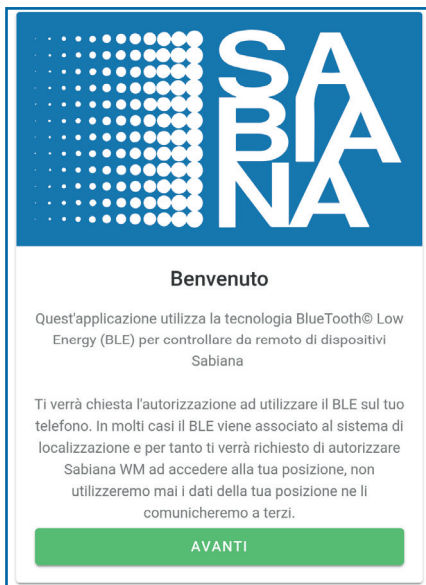 SA
BIA
NA
Benvenuto
Quest'applicazione utilizza la tecnologia BlueTooth© Low
Energy (BLE) per controllare da remoto di dispositivi
Sabiana
Ti verrà chiesta l'autorizzazione ad utilizzare il BLE sul tuo
telefono. In molti casi il BLE viene associato al sistema di
localizzazione e per tanto ti verrà richiesto di autorizzare
Sabiana WM ad accedere alla tua posizione, non
utilizzeremo mai i dati della tua posizione ne li
comunicheremo a terzi.
AVANTI